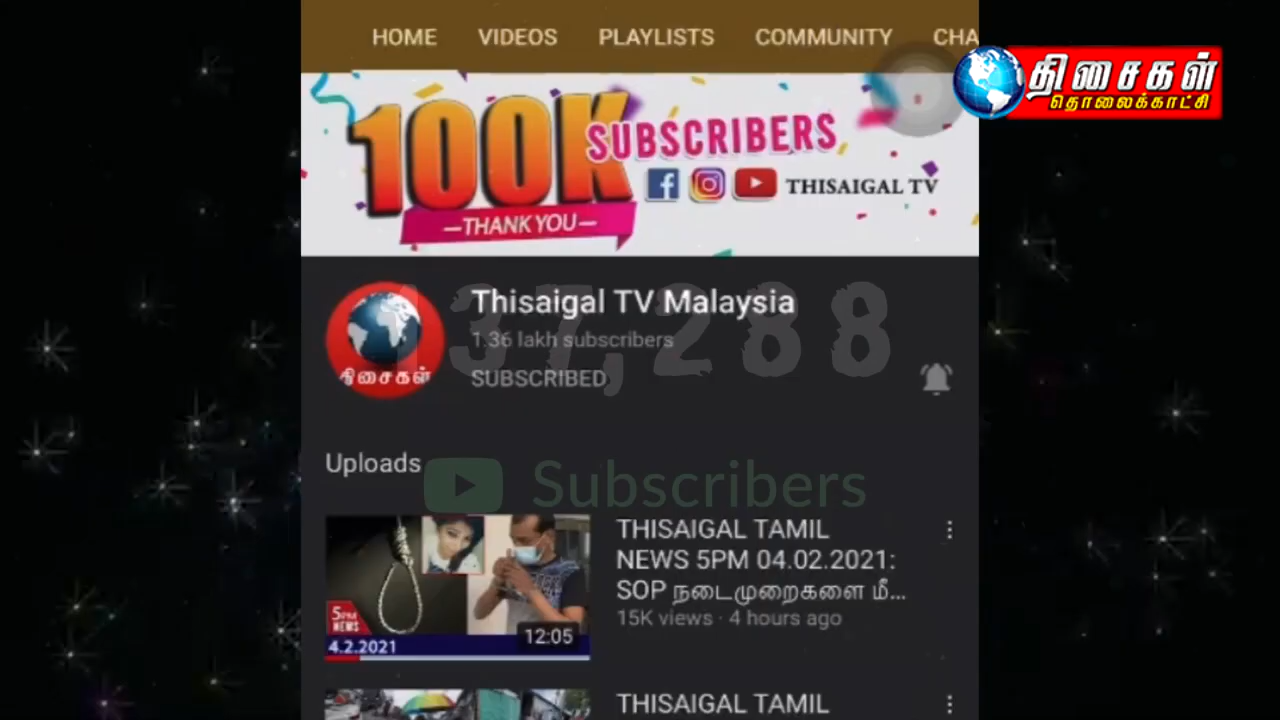 HOME VIDEOS PLAYLISTS COMMUNITY CHA
திசைகள்
தொலைக்காட்சி
100K SUBSCRIBERS
THISAIGAL TV
—THANK YOU—
Thisaigal TV Malaysia
137,288
1.36 lakh subscribers
திசைகள்
SUBSCRIBED
Uploads
Subscribers
THISAIGAL TAMIL
NEWS 5PM 04.02.2021:
SOP நடைமுறைகளை மீ...
15K views · 4 hours ago
5PM
NEWS
12:05
4.2.2021
THISAIGAL TAMIL